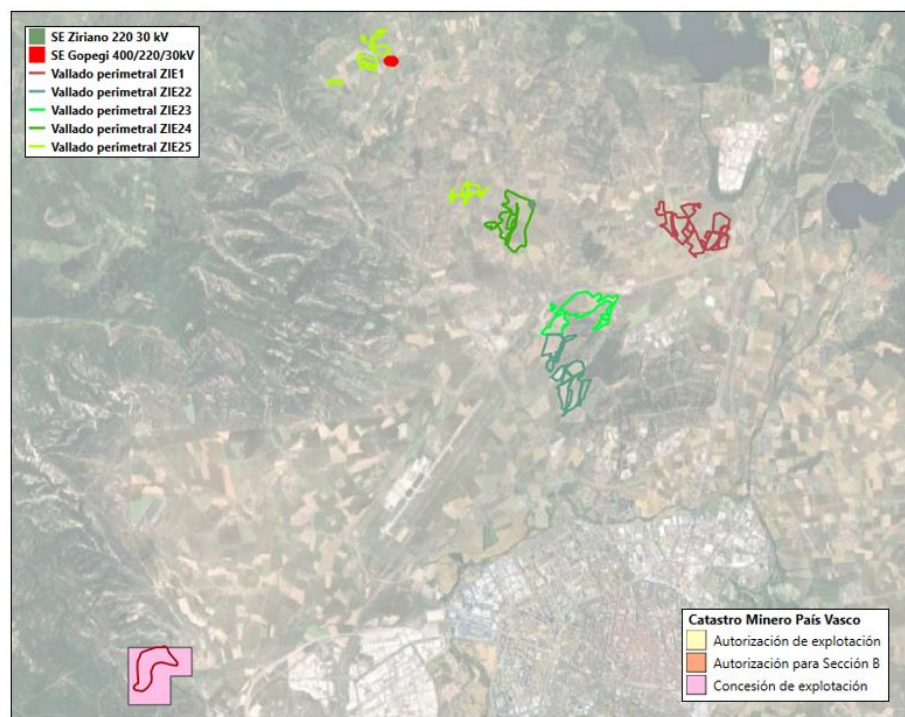 SE Ziriano 220 30 kV
SE Gopegi 400/220/30kV
Vallado perimetral ZIE1
Vallado perimetral ZIE22
Vallado perimetral ZIE23
Vallado perimetral ZIE24
Vallado perimetral ZIE25
Catastro Minero País Vasco
Autorización de explotación
Autorización para Sección B
Concesión de explotación